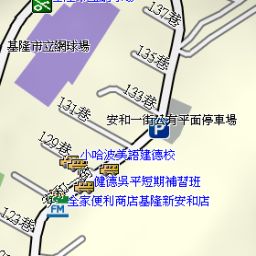 137巷
基隆市立網球場
135巷
133巷
131巷
安和一街公有平面停車場
129巷
小哈波美語建德校
健德吳平短期補習班
全家便利商店基隆新安和店
FM
123巷